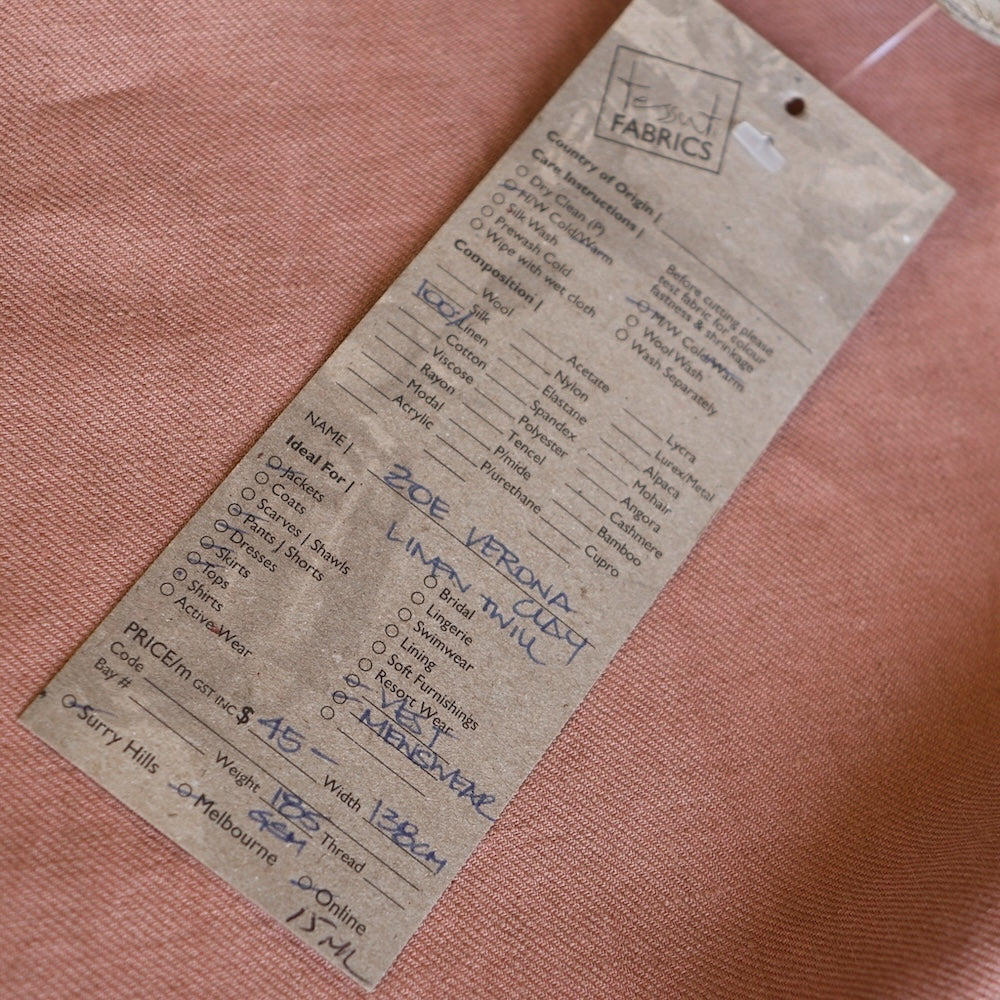 Tessuti
FABRICS
Country of Origin |
Care Instructions |
Dry Clean (P)
M/W Cold/Warm
Silk Wash
Prewash Cold
Wipe with wet cloth
Before cutting please
test fabric for colour
fastness & shrinkage
M/W Cold/Warm
Wool Wash
Wash Separately
Composition |
Wool
Silk
100% Linen
Cotton
Viscose
Rayon
Modal
Acrylic
Acetate
Nylon
Elastane
Spandex
Polyester
Tencel
P/mide
P/urethane
Lycra
Lurex/Metal
Alpaca
Mohair
Angora
Cashmere
Bamboo
Cupro
NAME | ZOE VERONA CLAY
LINEN TWILL
Ideal For |
Jackets
Coats
Scarves | Shawls
Pants | Shorts
Dresses
Skirts
Tops
Shirts
Active Wear
Bridal
Lingerie
Swimwear
Lining
Soft Furnishings
Resort Wear
VEST
MENSWEAR
PRICE/m GST INC $ 45 —
Code Width 138cm
Bay # Weight 185 GSM Thread
Surry Hills Melbourne Online
15 ML